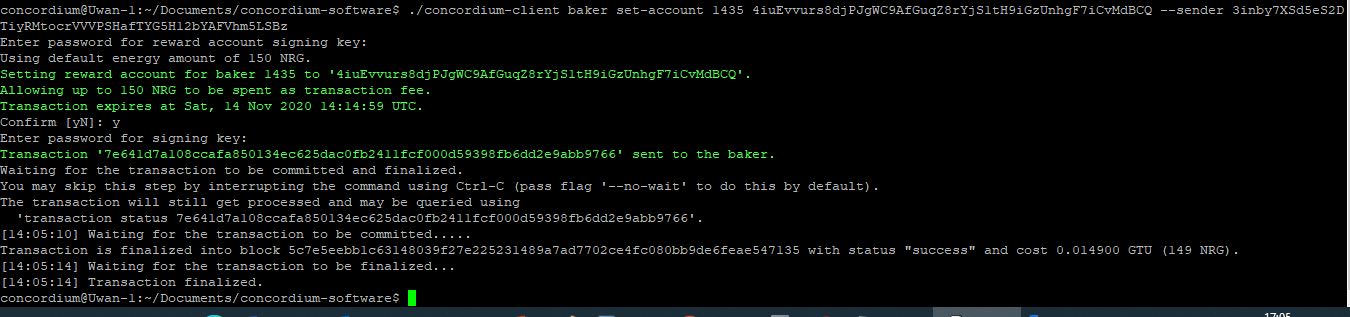 concordium@Uwan-1:~/Documents/concordium-software$ ./concordium-client baker set-account 1435 4iuEvvurs8djPJgWC9AfGuqZ8rYjS1tH9iGzUnhgF7iCvMdBCQ --sender 3inby7XSd5eS2D
TiyRMtocrVVVPSHafTYG5H12bYAFVhm5LSBz
Enter password for reward account signing key:
Using default energy amount of 150 NRG.
Setting reward account for baker 1435 to '4iuEvvurs8djPJgWC9AfGuqZ8rYjS1tH9iGzUnhgF7iCvMdBCQ'.
Allowing up to 150 NRG to be spent as transaction fee.
Transaction expires at Sat, 14 Nov 2020 14:14:59 UTC.
Confirm [yN]: y
Enter password for signing key:
Transaction '7e641d7a108ccafa850134ec625dac0fb2411fcf000d59398fb6dd2e9abb9766' sent to the baker.
Waiting for the transaction to be committed and finalized.
You may skip this step by interrupting the command using Ctrl-C (pass flag '--no-wait' to do this by default).
The transaction will still get processed and may be queried using
  'transaction status 7e641d7a108ccafa850134ec625dac0fb2411fcf000d59398fb6dd2e9abb9766'.
[14:05:10] Waiting for the transaction to be committed.....
Transaction is finalized into block 5c7e5eebb1c63148039f27e225231489a7ad7702ce4fc080bb9de6feae547135 with status "success" and cost 0.014900 GTU (149 NRG).
[14:05:14] Waiting for the transaction to be finalized...
[14:05:14] Transaction finalized.
concordium@Uwan-1:~/Documents/concordium-software$